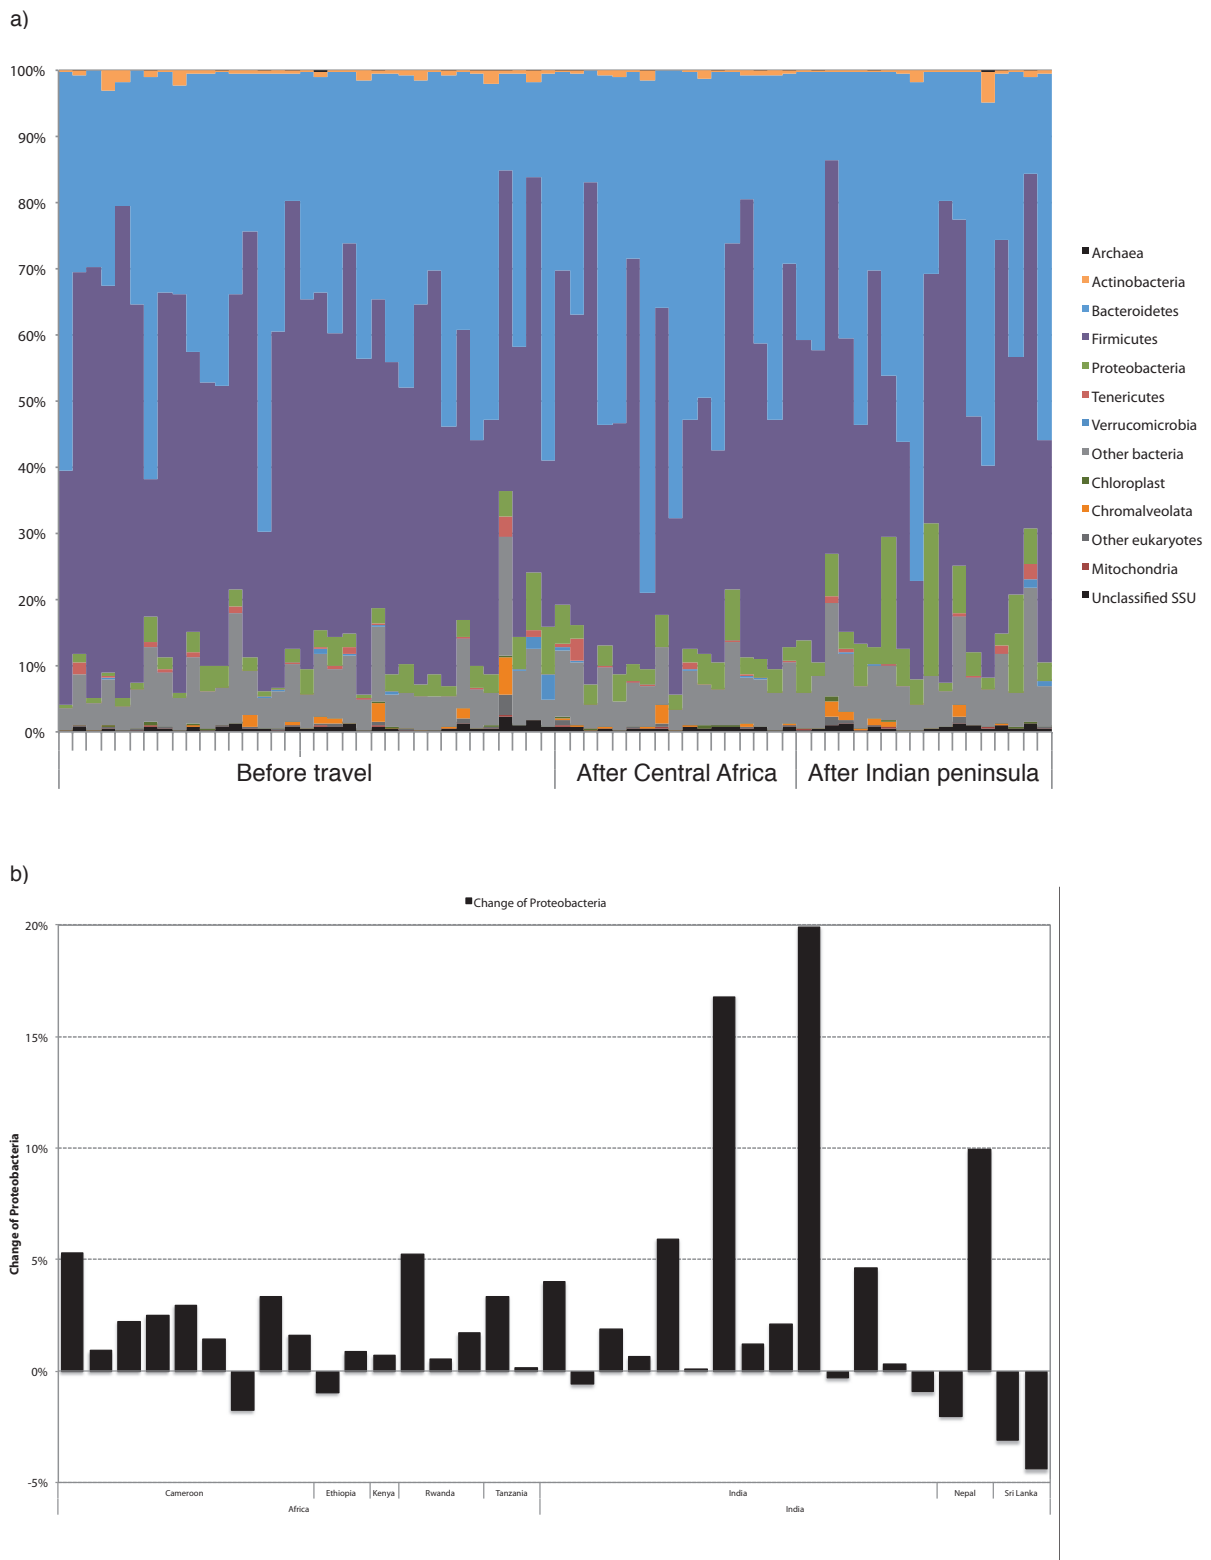 a)
100%
90%
80%
70%
60%
50%
40%
30%
20%
10%
0%
Archaea
Actinobacteria
Bacteroidetes
Firmicutes
Proteobacteria
Tenericutes
Verrucomicrobia
Other bacteria
Chloroplast
Chromalveolata
Other eukaryotes
Mitochondria
Unclassified SSU
Before travel After Central Africa After Indian peninsula
b)
Change of Proteobacteria
20%
15%
10%
5%
0%
-5%
Change of Proteobacteria
Cameroon Ethiopia Kenya Rwanda Tanzania India Nepal Sri Lanka
Africa India